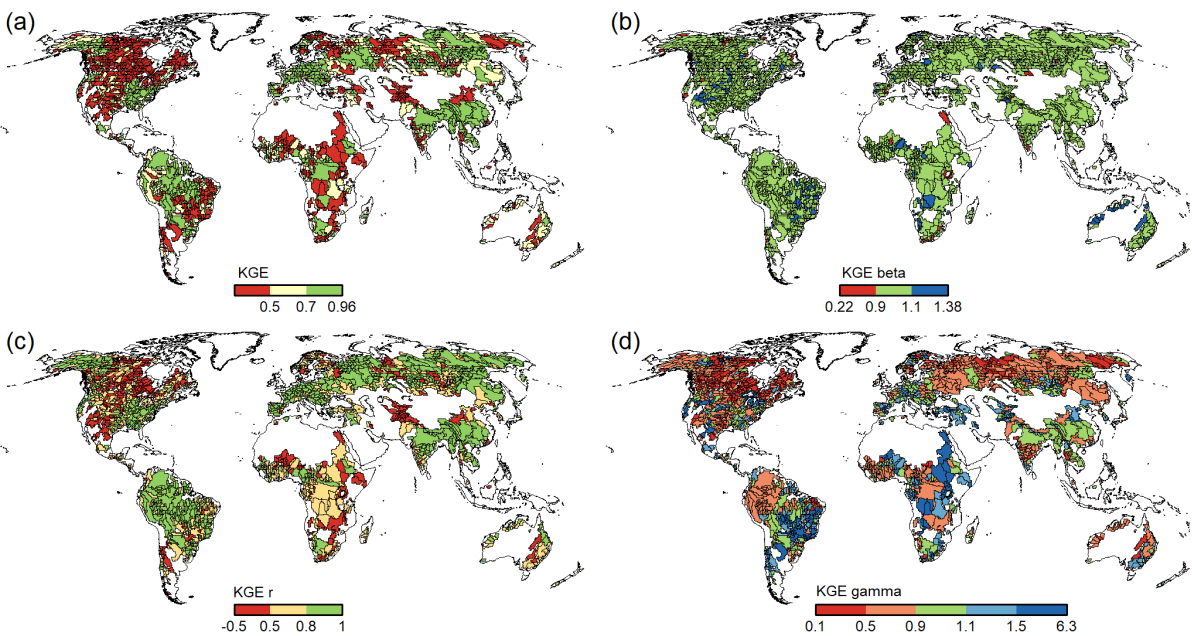 (a)
KGE
0.5 0.7 0.96
(b)
KGE beta
0.22 0.9 1.1 1.38
(c)
KGE r
-0.5 0.5 0.8 1
(d)
KGE gamma
0.1 0.5 0.9 1.1 1.5 6.3